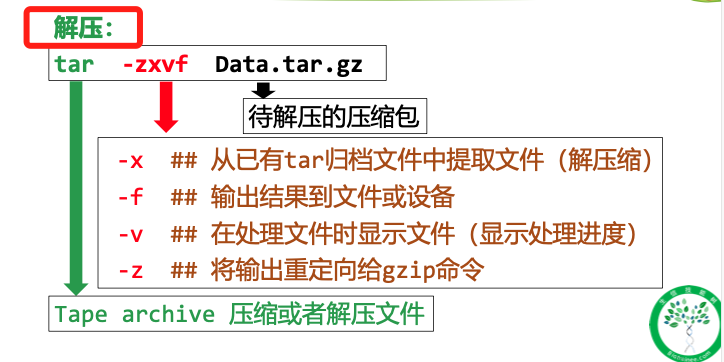 解压:
tar -zxvf Data.tar.gz
待解压的压缩包
-x ## 从已有tar归档文件中提取文件（解压缩）
-f ## 输出结果到文件或设备
-v ## 在处理文件时显示文件（显示处理进度）
-z ## 将输出重定向给gzip命令
Tape archive 压缩或者解压文件